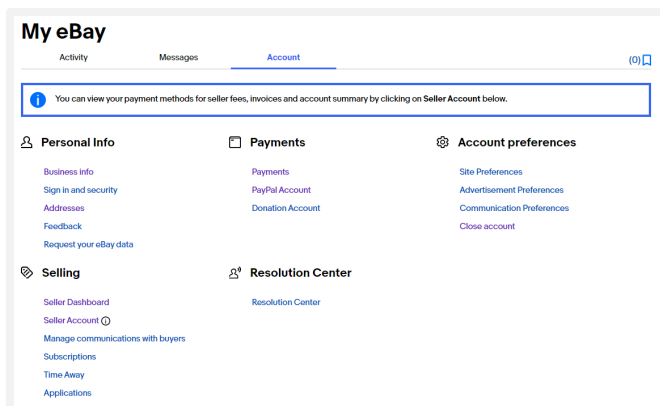 My eBay
Activity Messages Account (0)
You can view your payment methods for seller fees, invoices and account summary by clicking on Seller Account below.
Personal Info
Business info
Sign in and security
Addresses
Feedback
Request your eBay data
Payments
Payments
PayPal Account
Donation Account
Account preferences
Site Preferences
Advertisement Preferences
Communication Preferences
Close account
Selling
Seller Dashboard
Seller Account
Manage communications with buyers
Subscriptions
Time Away
Applications
Resolution Center
Resolution Center